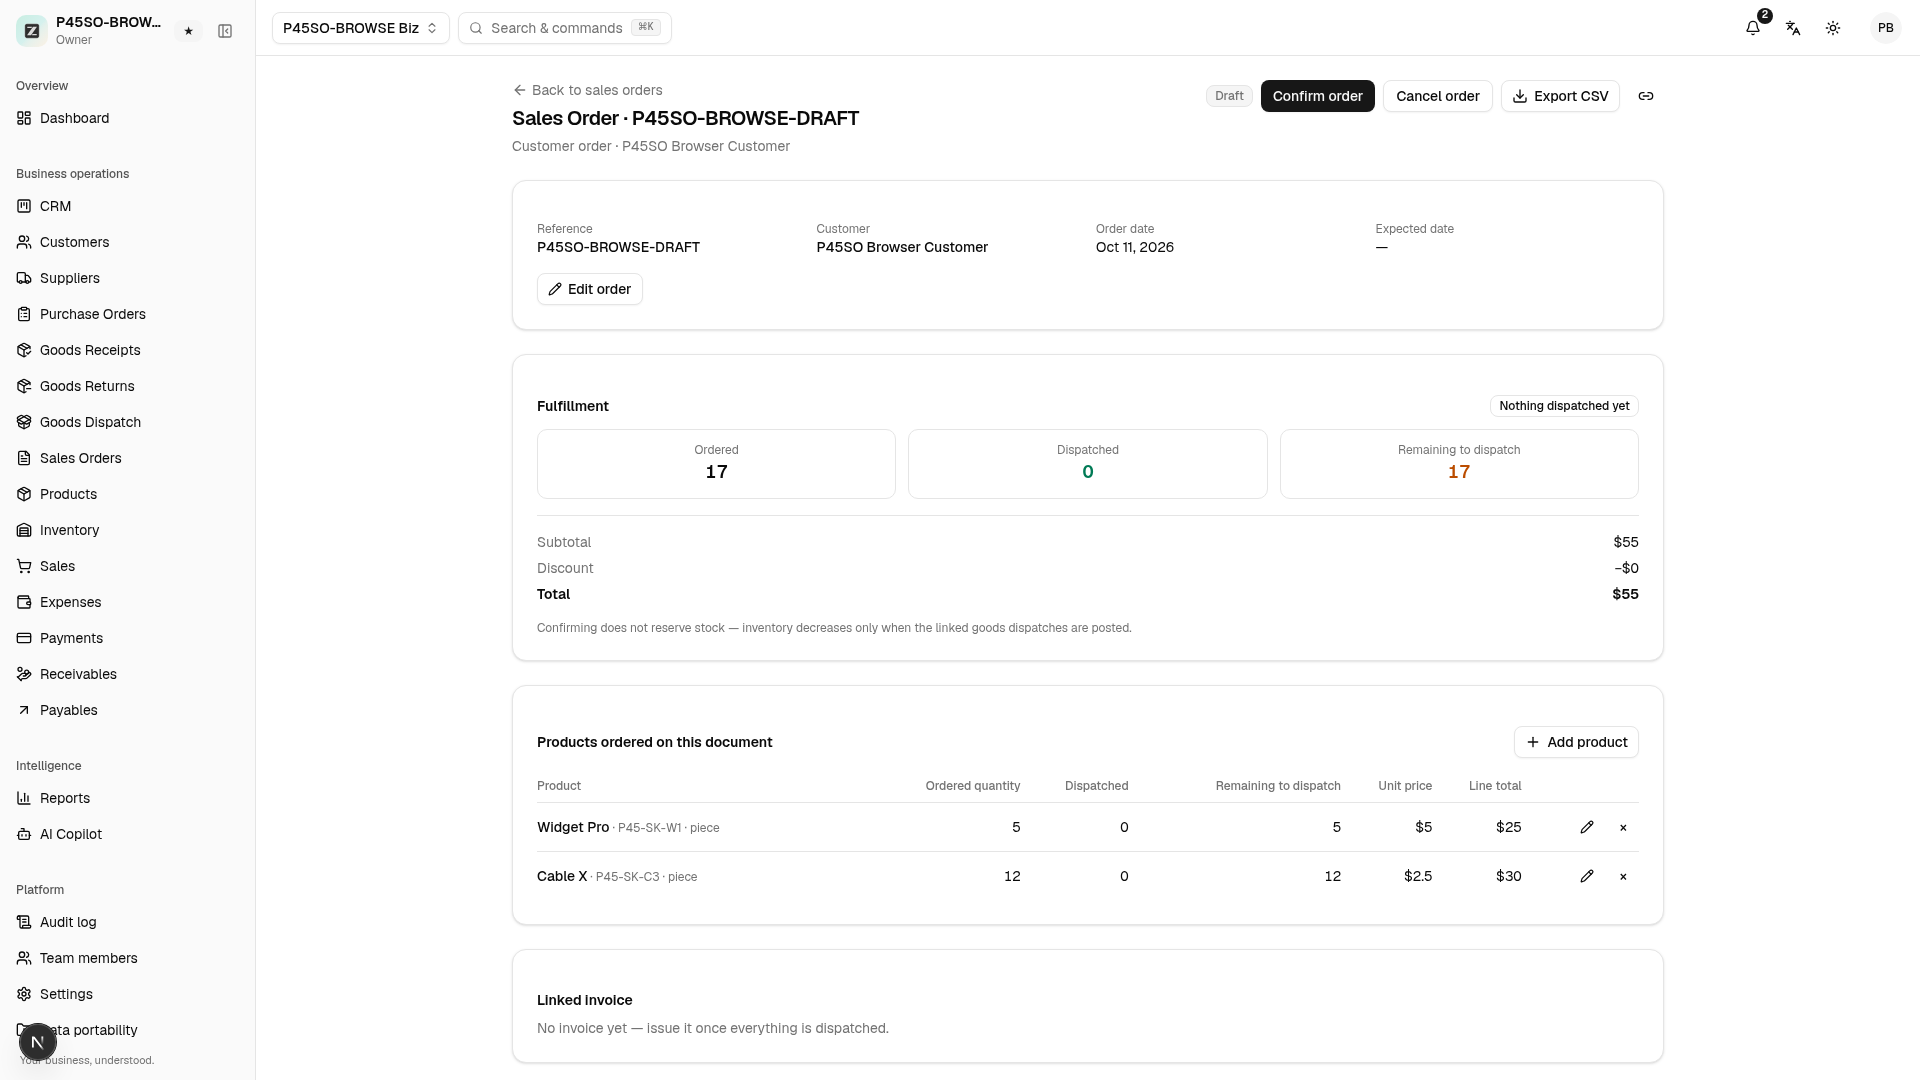 P45SO-BROW...
Owner
★
P45SO-BROWSE Biz
Search & commands
⌘K
2
PB
Overview
Dashboard
Business operations
CRM
Customers
Suppliers
Purchase Orders
Goods Receipts
Goods Returns
Goods Dispatch
Sales Orders
Products
Inventory
Sales
Expenses
Payments
Receivables
Payables
Intelligence
Reports
AI Copilot
Platform
Audit log
Team members
Settings
ata portability
N
business, understood.
Back to sales orders
Sales Order · P45SO-BROWSE-DRAFT
Customer order · P45SO Browser Customer
Draft
Confirm order
Cancel order
Export CSV
Reference
P45SO-BROWSE-DRAFT
Customer
P45SO Browser Customer
Order date
Oct 11, 2026
Expected date
—
Edit order
Fulfillment
Nothing dispatched yet
Ordered
17
Dispatched
0
Remaining to dispatch
17
Subtotal $55
Discount −$0
Total $55
Confirming does not reserve stock — inventory decreases only when the linked goods dispatches are posted.
Products ordered on this document
Add product
Product Ordered quantity Dispatched Remaining to dispatch Unit price Line total
Widget Pro · P45-SK-W1 · piece 5 0 5 $5 $25 ×
Cable X · P45-SK-C3 · piece 12 0 12 $2.5 $30 ×
Linked invoice
No invoice yet — issue it once everything is dispatched.